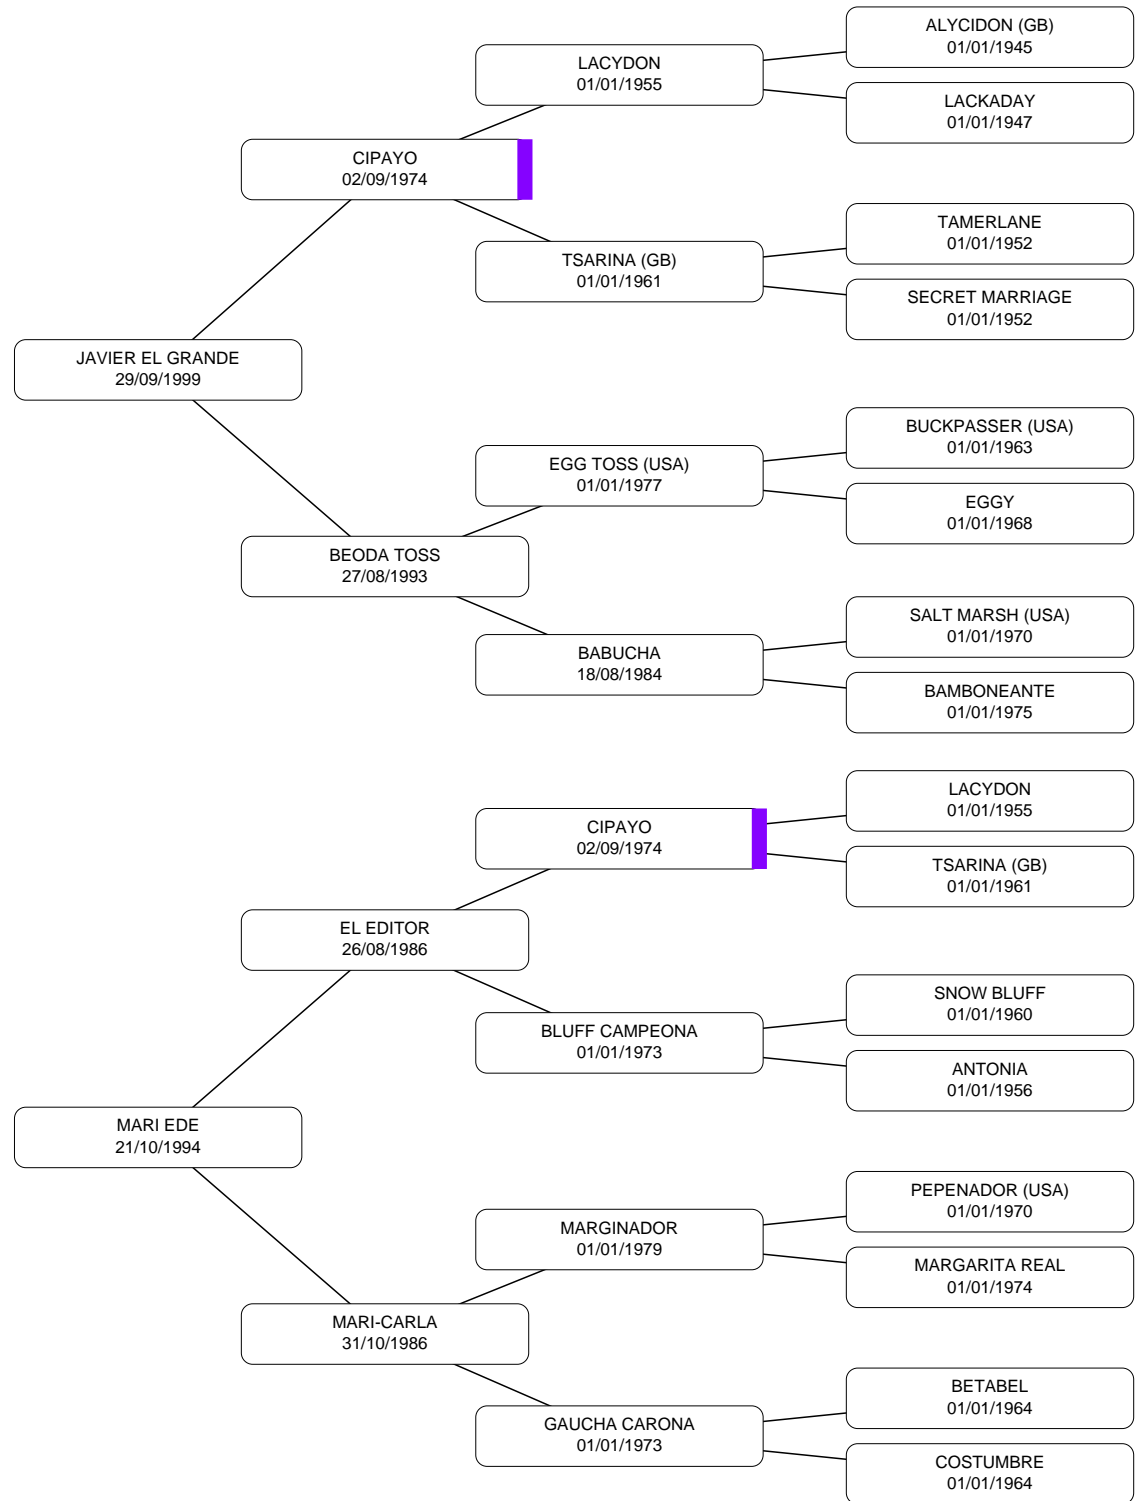 ALYCIDON (GB)
01/01/1945
LACYDON
01/01/1955
LACKADAY
01/01/1947
CIPAYO
02/09/1974
TAMERLANE
01/01/1952
TSARINA (GB)
01/01/1961
SECRET MARRIAGE
01/01/1952
JAVIER EL GRANDE
29/09/1999
BUCKPASSER (USA)
01/01/1963
EGG TOSS (USA)
01/01/1977
EGGY
01/01/1968
BEODA TOSS
27/08/1993
SALT MARSH (USA)
01/01/1970
BABUCHA
18/08/1984
BAMBONEANTE
01/01/1975
LACYDON
01/01/1955
CIPAYO
02/09/1974
TSARINA (GB)
01/01/1961
EL EDITOR
26/08/1986
SNOW BLUFF
01/01/1960
BLUFF CAMPEONA
01/01/1973
ANTONIA
01/01/1956
MARI EDE
21/10/1994
PEPENADOR (USA)
01/01/1970
MARGINADOR
01/01/1979
MARGARITA REAL
01/01/1974
MARI-CARLA
31/10/1986
BETABEL
01/01/1964
GAUCHA CARONA
01/01/1973
COSTUMBRE
01/01/1964